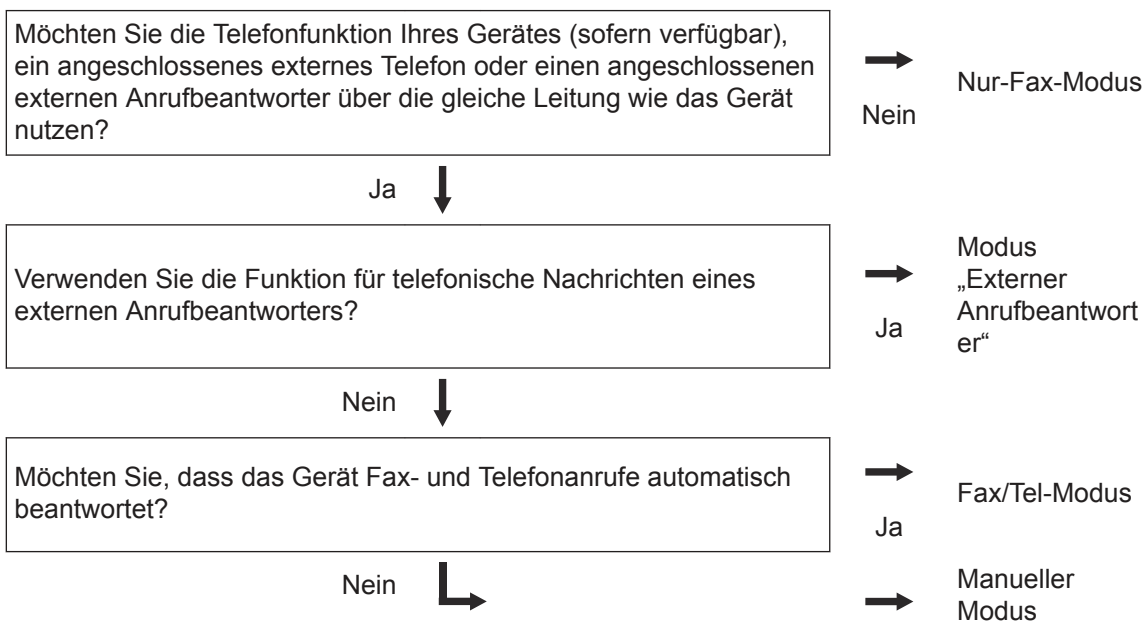 Möchten Sie die Telefonfunktion Ihres Gerätes (sofern verfügbar),
ein angeschlossenes externes Telefon oder einen angeschlossenen
externen Anrufbeantworter über die gleiche Leitung wie das Gerät
nutzen?
Nein
Nur-Fax-Modus
Ja
Verwenden Sie die Funktion für telefonische Nachrichten eines
externen Anrufbeantworters?
Ja
Modus
„Externer
Anrufbeantwort
er“
Nein
Möchten Sie, dass das Gerät Fax- und Telefonanrufe automatisch
beantwortet?
Ja
Fax/Tel-Modus
Nein
Manueller
Modus